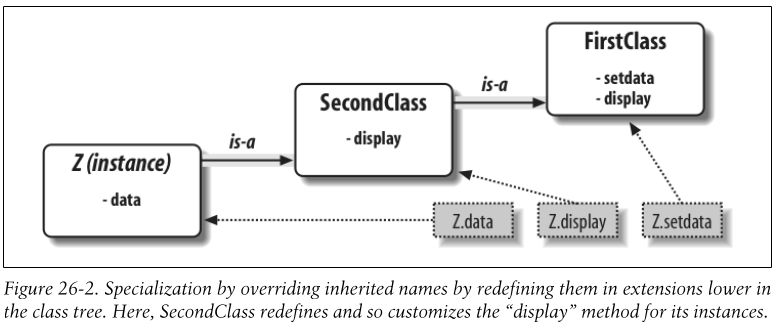 FirstClass
- setdata
- display
is-a
SecondClass
- display
is-a
Z (instance)
- data
Z.data
Z.display
Z.setdata
Figure 26-2. Specialization by overriding inherited names by redefining them in extensions lower in
the class tree. Here, SecondClass redefines and so customizes the “display” method for its instances.